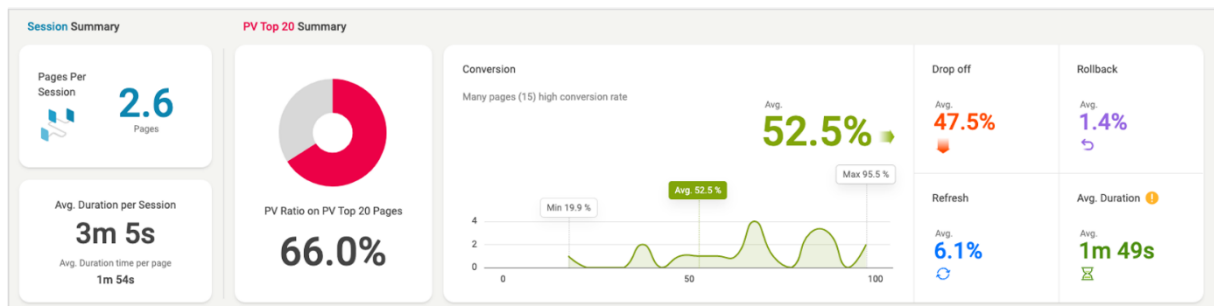 Session Summary
PV Top 20 Summary
Pages Per
Session
2.6
Pages
Avg. Duration per Session
3m 5s
Avg. Duration time per page
1m 54s
PV Ratio on PV Top 20 Pages
66.0%
Conversion
Many pages (15) high conversion rate
Avg.
52.5%
Min 19.9 %
Avg. 52.5 %
Max 95.5 %
4
2
0
0
50
100
Drop off
Avg.
47.5%
Rollback
Avg.
1.4%
Refresh
Avg.
6.1%
Avg. Duration !
Avg.
1m 49s